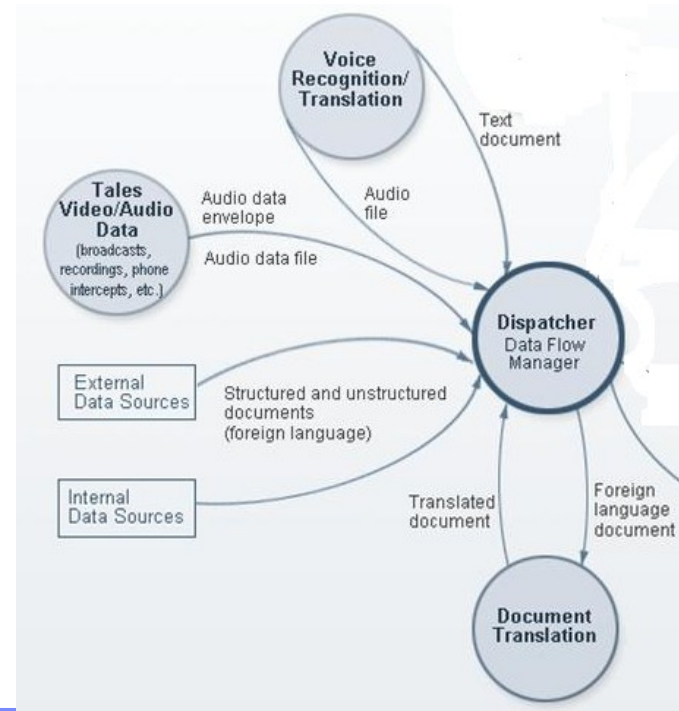 Voice
Recognition/
Translation
Text
document
Tales
Video/Audio
Data
(broadcasts,
recordings, phone
intercepts, etc.)
Audio data
envelope
Audio data file
Audio
file
Dispatcher
Data Flow
Manager
External
Data Sources
Structured and unstructured
documents
(foreign language)
Internal
Data Sources
Translated
document
Foreign
language
document
Document
Translation